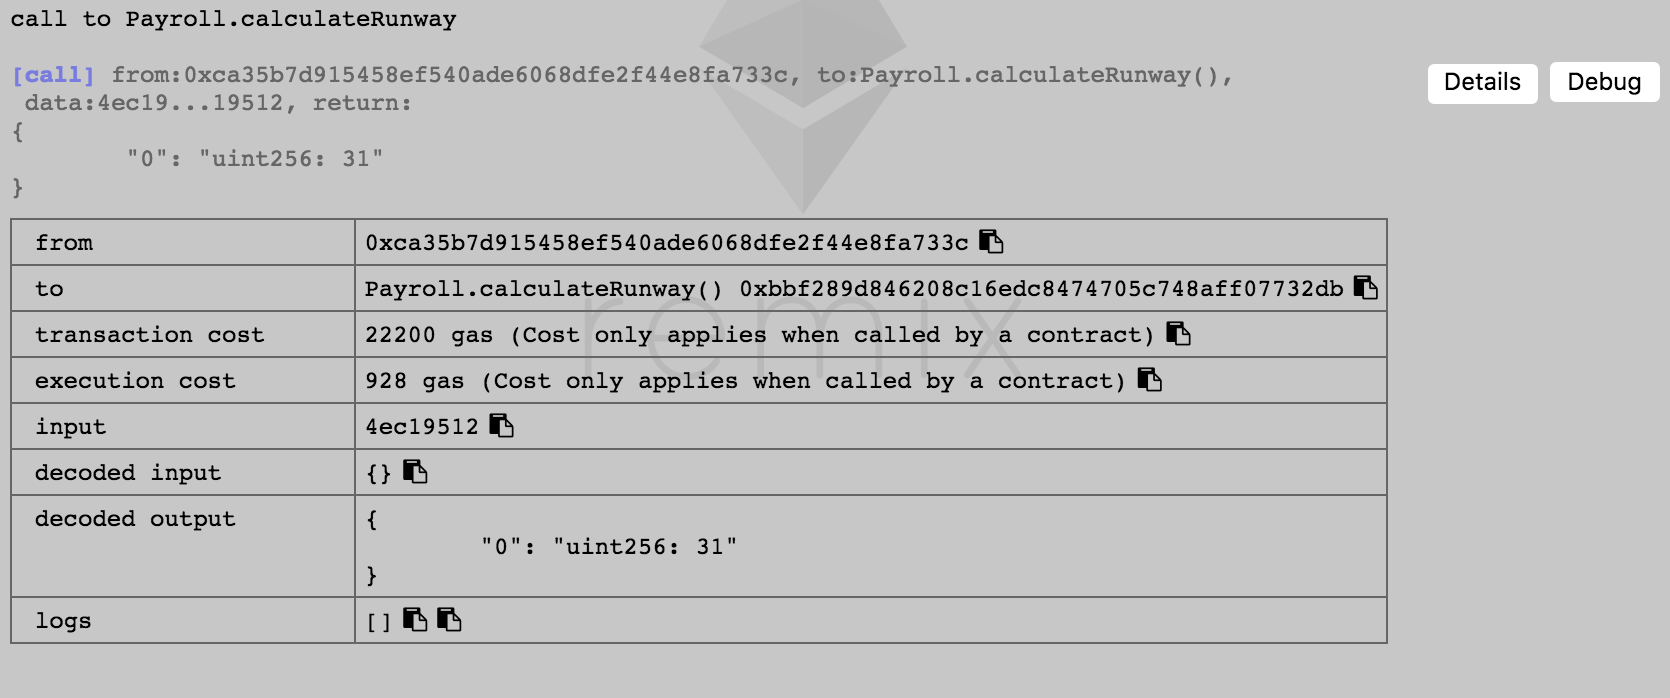 call to Payroll.calculateRunway
[call] from:0xca35b7d915458ef540ade6068dfe2f44e8fa733c, to:Payroll.calculateRunway(),
data:4ec19...19512, return:
{
"0": "uint256: 31"
}
Details
Debug
from 0xca35b7d915458ef540ade6068dfe2f44e8fa733c
to Payroll.calculateRunway() 0xbbf289d846208c16edc8474705c748aff07732db
transaction cost 22200 gas (Cost only applies when called by a contract)
execution cost 928 gas (Cost only applies when called by a contract)
input 4ec19512
decoded input {}
decoded output {
"0": "uint256: 31"
}
logs []
remix